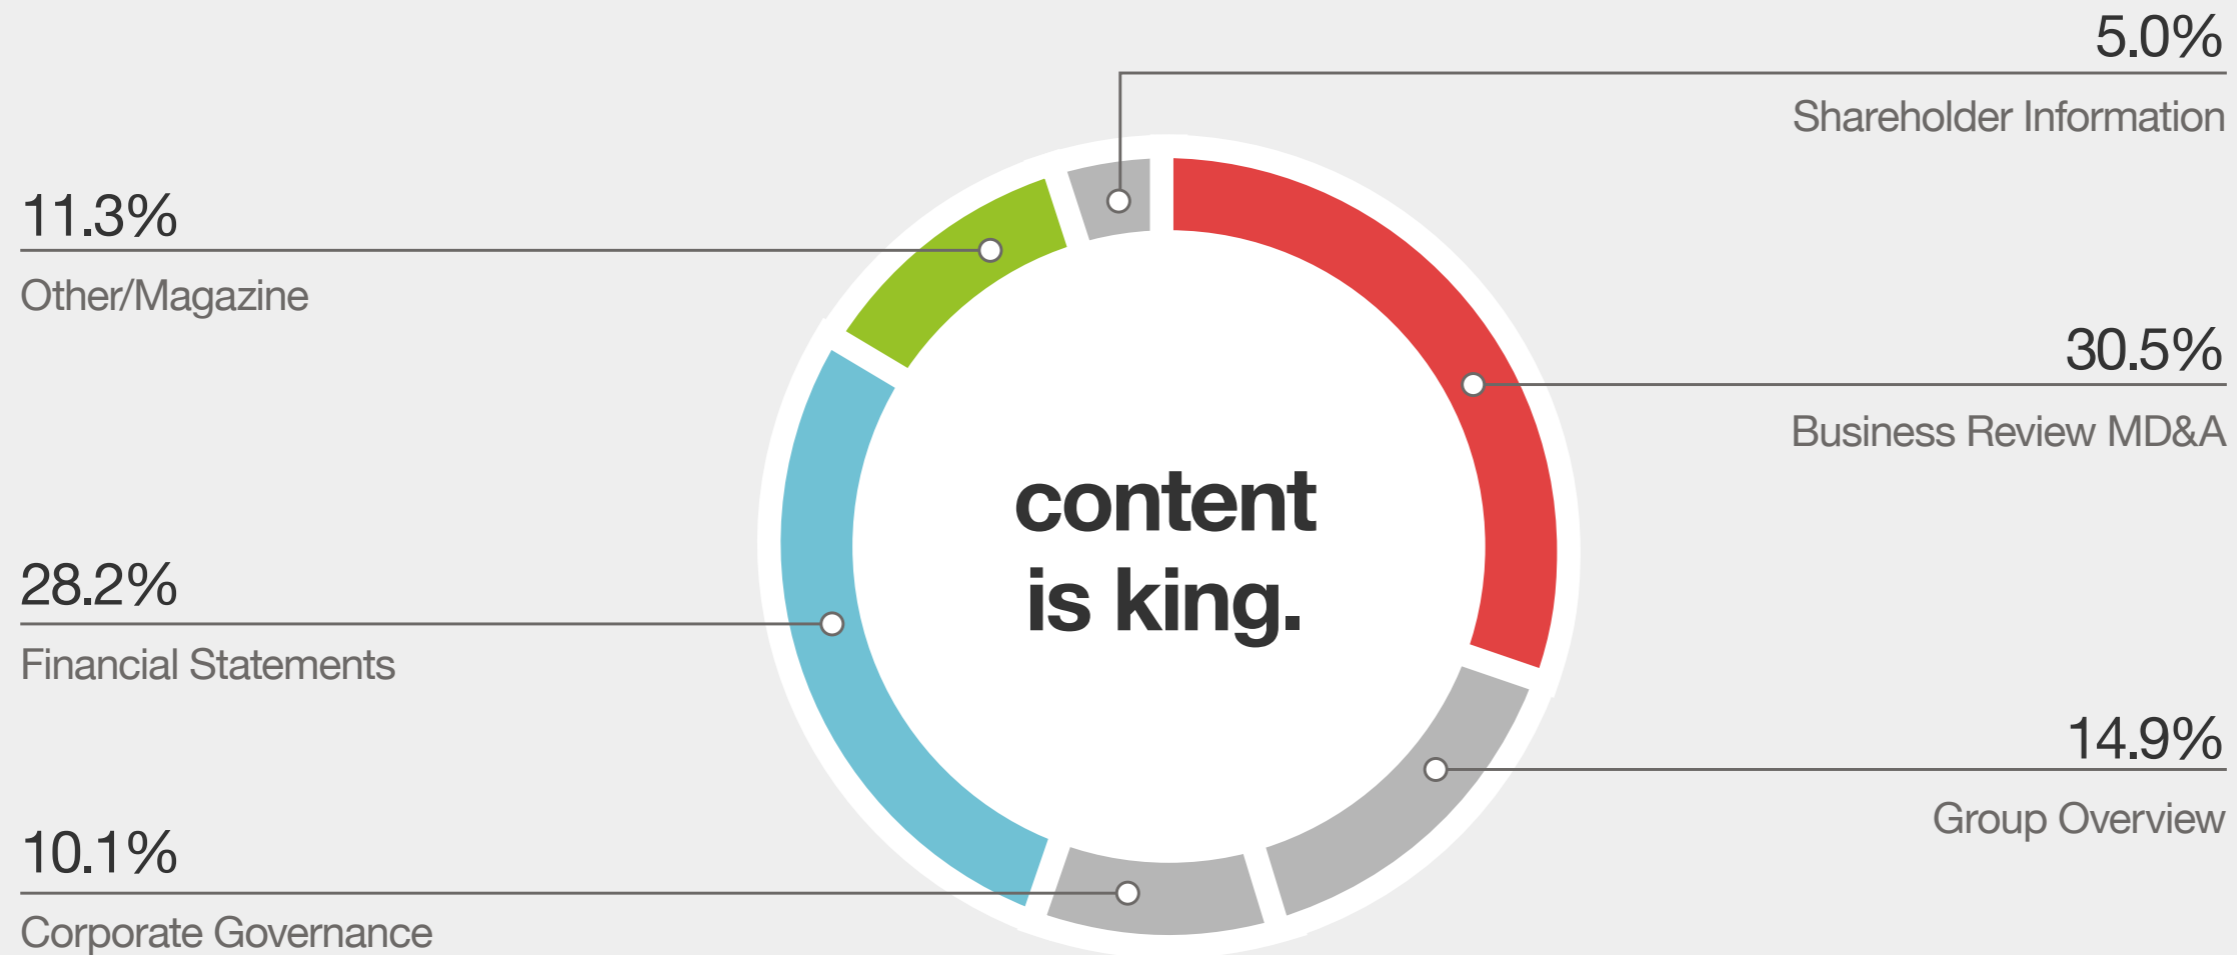 5.0%
Shareholder Information
11.3%
Other/Magazine
30.5%
Business Review MD&A
content
is king.
28.2%
Financial Statements
14.9%
Group Overview
10.1%
Corporate Governance